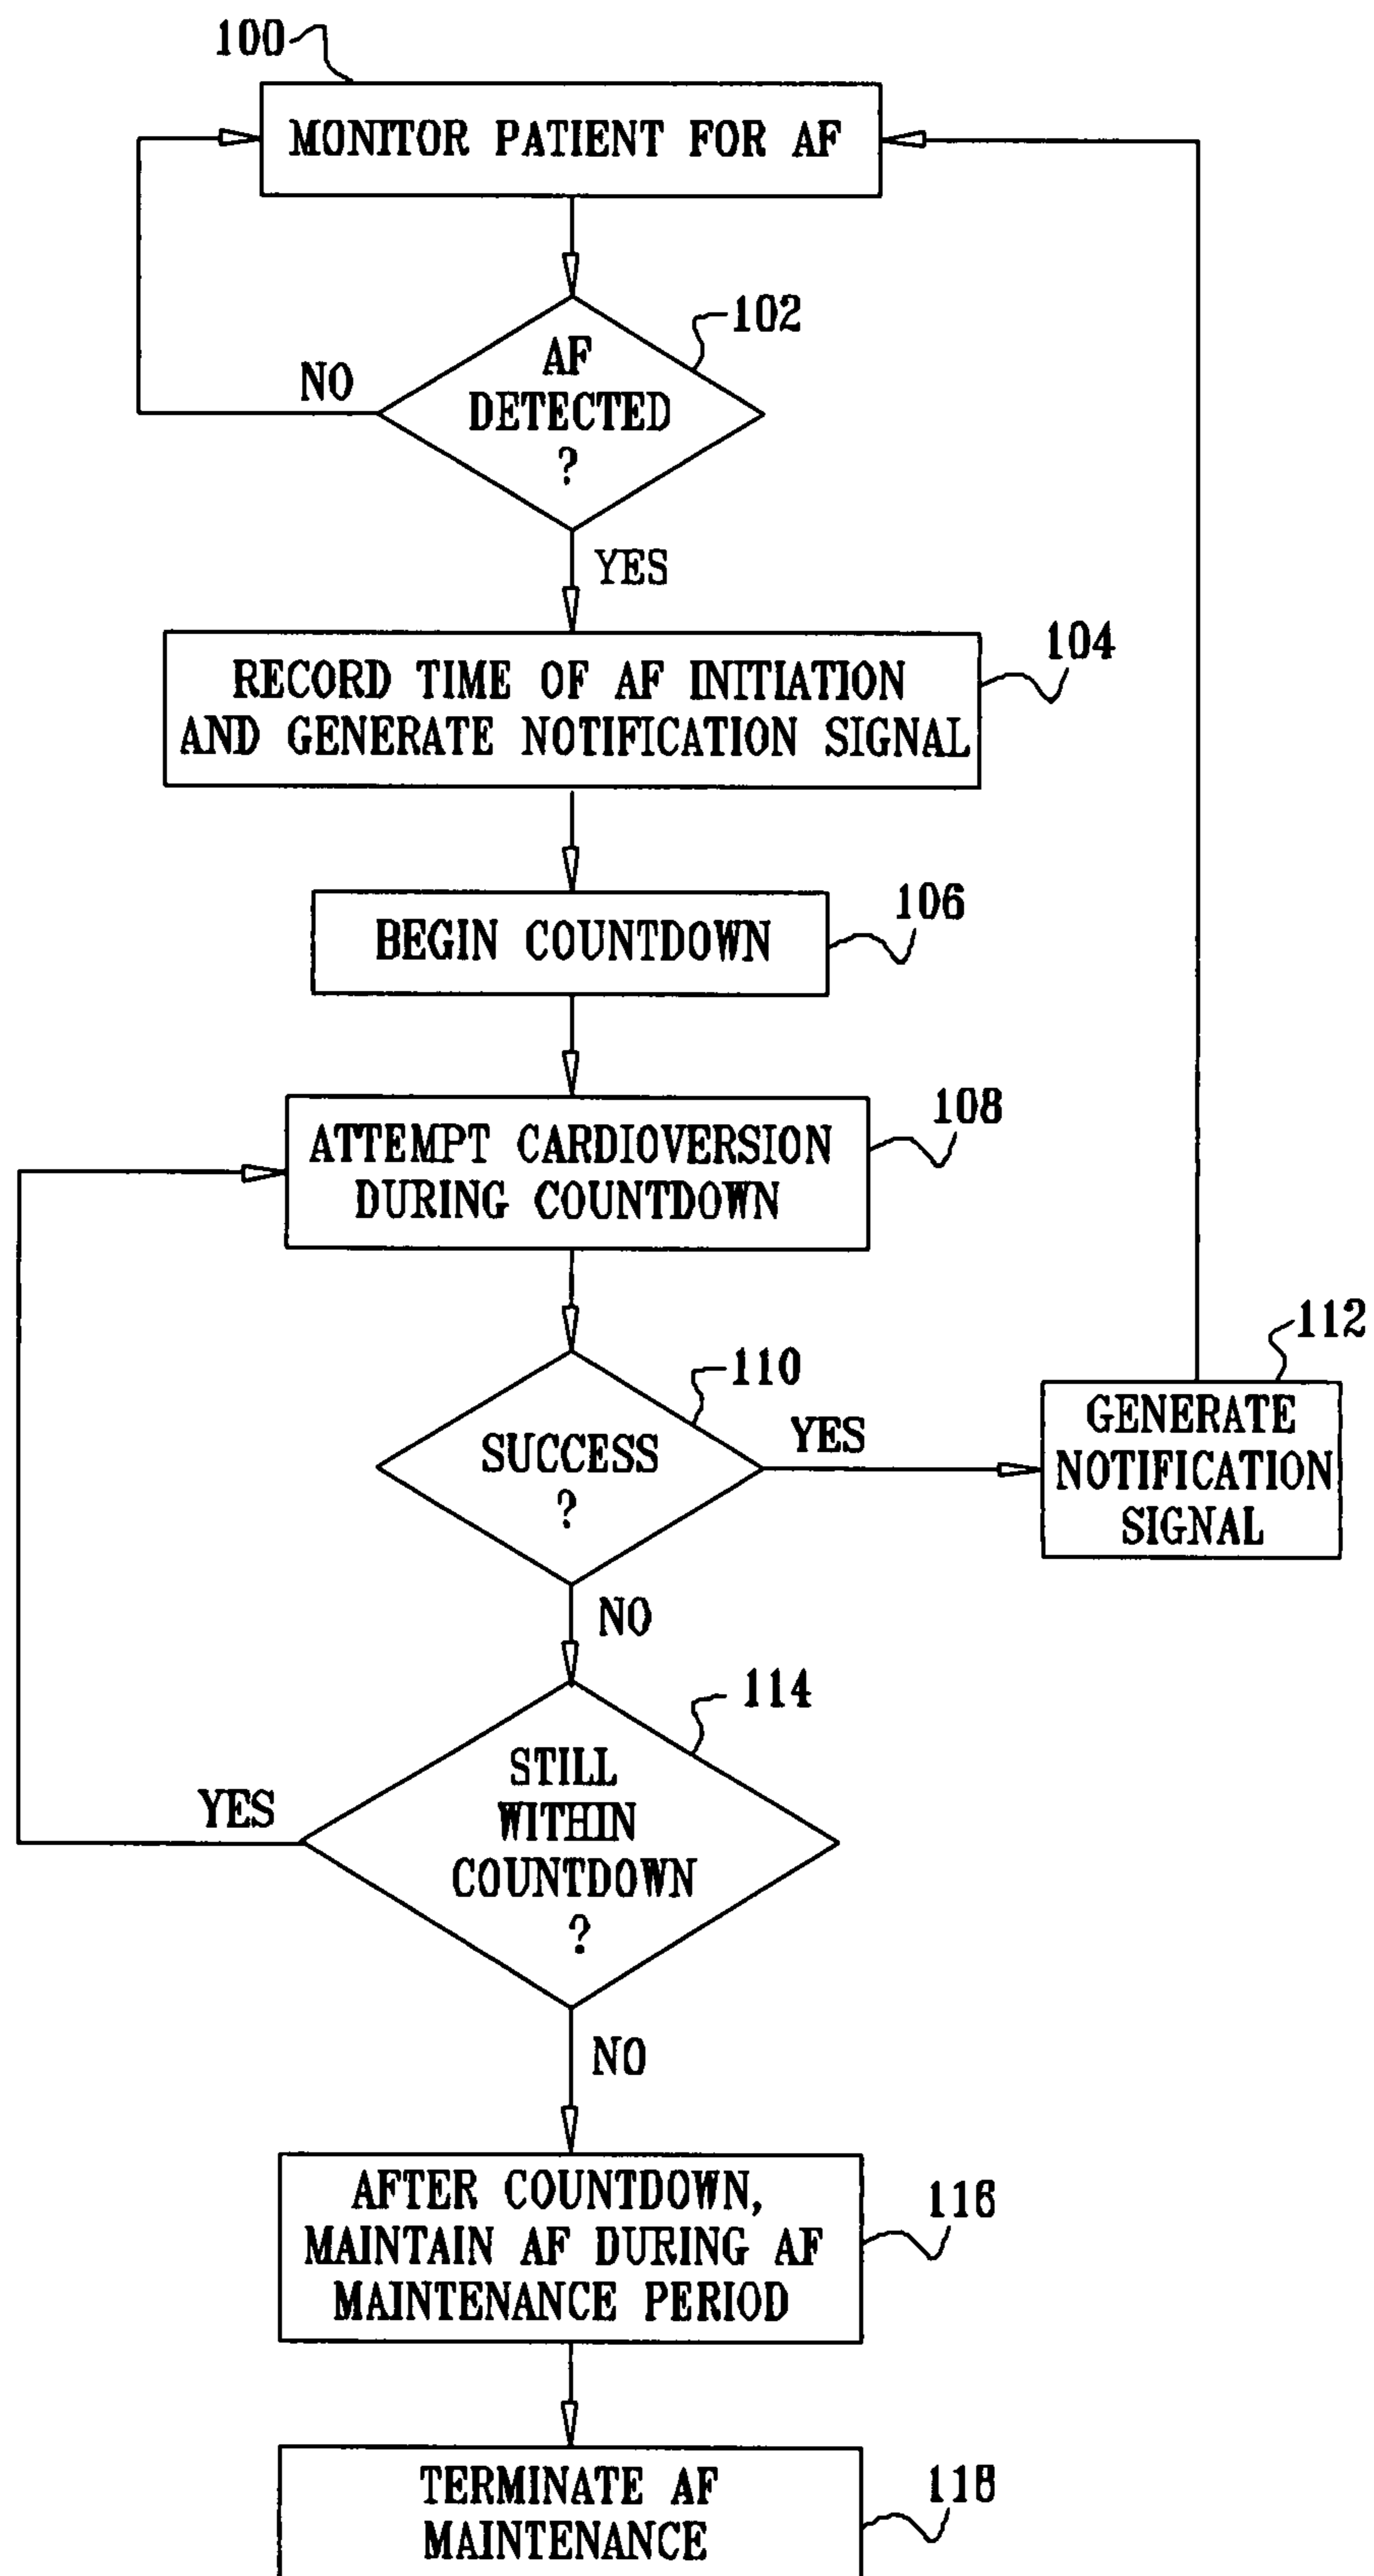 100
MONITOR PATIENT FOR AF
102
AF
DETECTED
?
NO
YES
104
RECORD TIME OF AF INITIATION
AND GENERATE NOTIFICATION SIGNAL
106
BEGIN COUNTDOWN
108
ATTEMPT CARDIOVERSION
DURING COUNTDOWN
110
SUCCESS
?
YES
112
GENERATE
NOTIFICATION
SIGNAL
NO
114
STILL
WITHIN
COUNTDOWN
?
YES
NO
116
AFTER COUNTDOWN,
MAINTAIN AF DURING AF
MAINTENANCE PERIOD
118
TERMINATE AF
MAINTENANCE